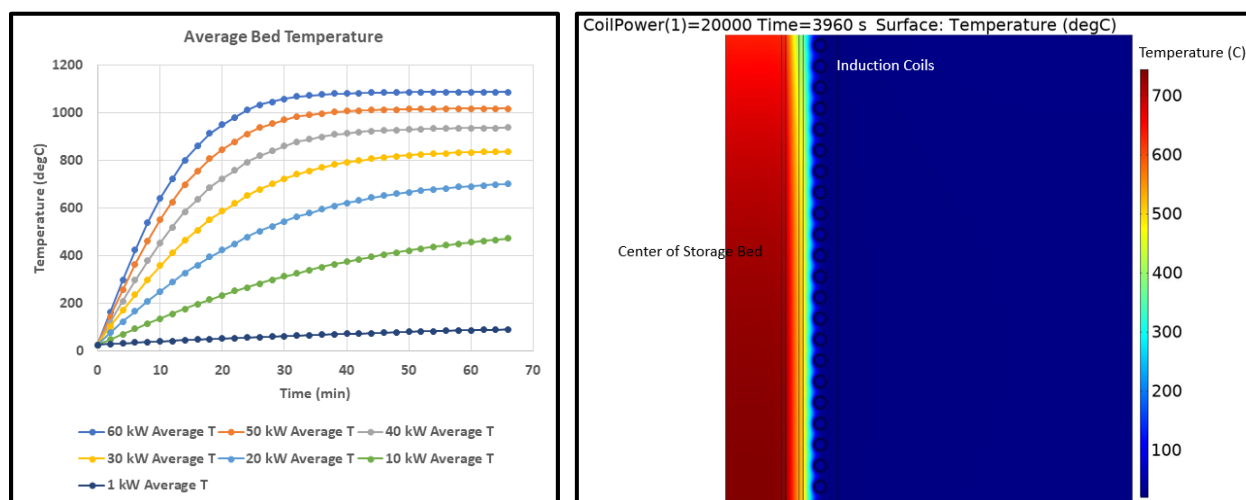 Average Bed Temperature
Temperature (degC)
1200
1000
800
600
400
200
0
0 10 20 30 40 50 60 70
Time (min)
60 kW Average T 50 kW Average T 40 kW Average T
30 kW Average T 20 kW Average T 10 kW Average T
1 kW Average T
CoilPower(1)=20000 Time=3960 s Surface: Temperature (degC)
Temperature (C)
Induction Coils
Center of Storage Bed
700
600
500
400
300
200
100